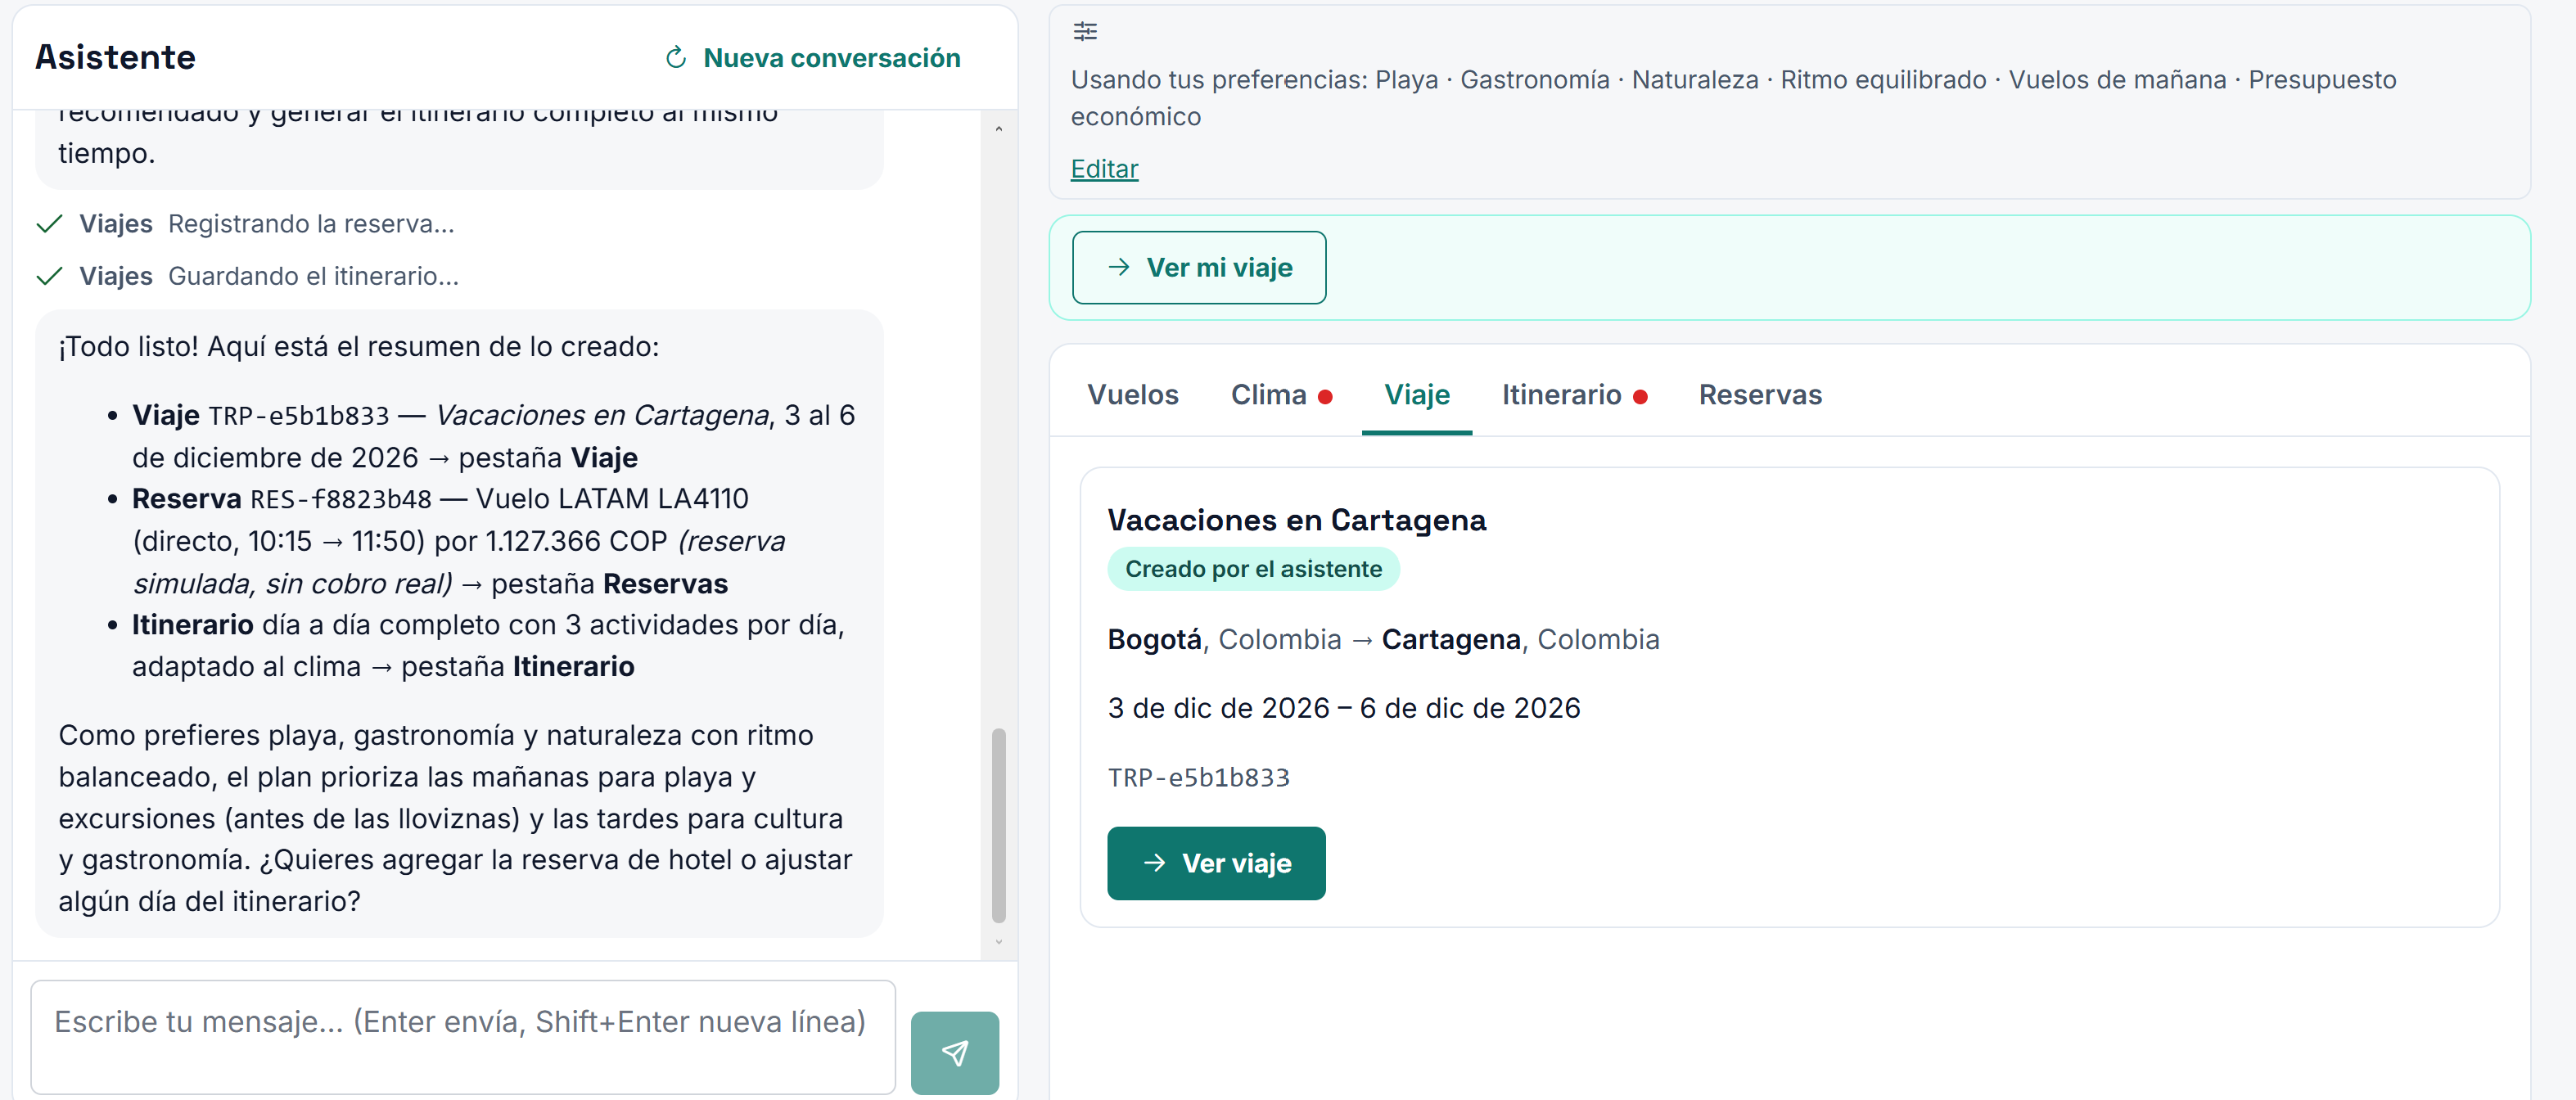 Asistente
Nueva conversación
recomendado y generar el itinerario completo al mismo
tiempo.
Viajes Registrando la reserva...
Viajes Guardando el itinerario...
¡Todo listo! Aquí está el resumen de lo creado:
• Viaje TRP-e5b1b833 — Vacaciones en Cartagena, 3 al 6
de diciembre de 2026 → pestaña Viaje
• Reserva RES-f8823b48 — Vuelo LATAM LA4110
(directo, 10:15 → 11:50) por 1.127.366 COP (reserva
simulada, sin cobro real) → pestaña Reservas
• Itinerario día a día completo con 3 actividades por día,
adaptado al clima → pestaña Itinerario
Como prefieres playa, gastronomía y naturaleza con ritmo
balanceado, el plan prioriza las mañanas para playa y
excursiones (antes de las lloviznas) y las tardes para cultura
y gastronomía. ¿Quieres agregar la reserva de hotel o ajustar
algún día del itinerario?
Escribe tu mensaje... (Enter envía, Shift+Enter nueva línea)
Usando tus preferencias: Playa · Gastronomía · Naturaleza · Ritmo equilibrado · Vuelos de mañana · Presupuesto
económico
Editar
→ Ver mi viaje
Vuelos Clima Viaje Itinerario Reservas
Vacaciones en Cartagena
Creado por el asistente
Bogotá, Colombia → Cartagena, Colombia
3 de dic de 2026 – 6 de dic de 2026
TRP-e5b1b833
→ Ver viaje